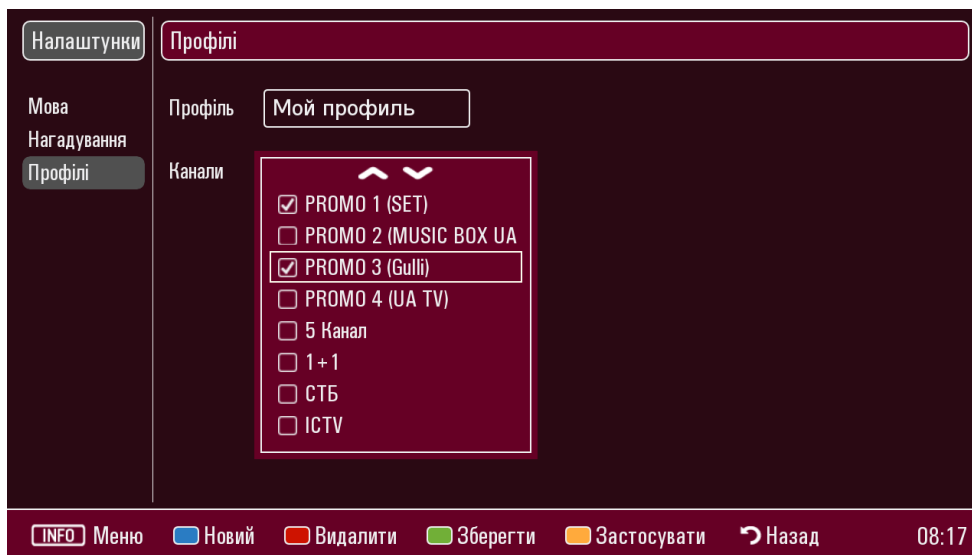 Налаштунки
Профілі
Мова
Нагадування
Профілі
Профіль
Мой профиль
Канали
PROMO 1 (SET)
PROMO 2 (MUSIC BOX UA
PROMO 3 (Gulli)
PROMO 4 (UA TV)
5 Канал
1+1
СТБ
ICTV
INFO Меню Новий Видалити Зберегти Застосувати Назад 08:17